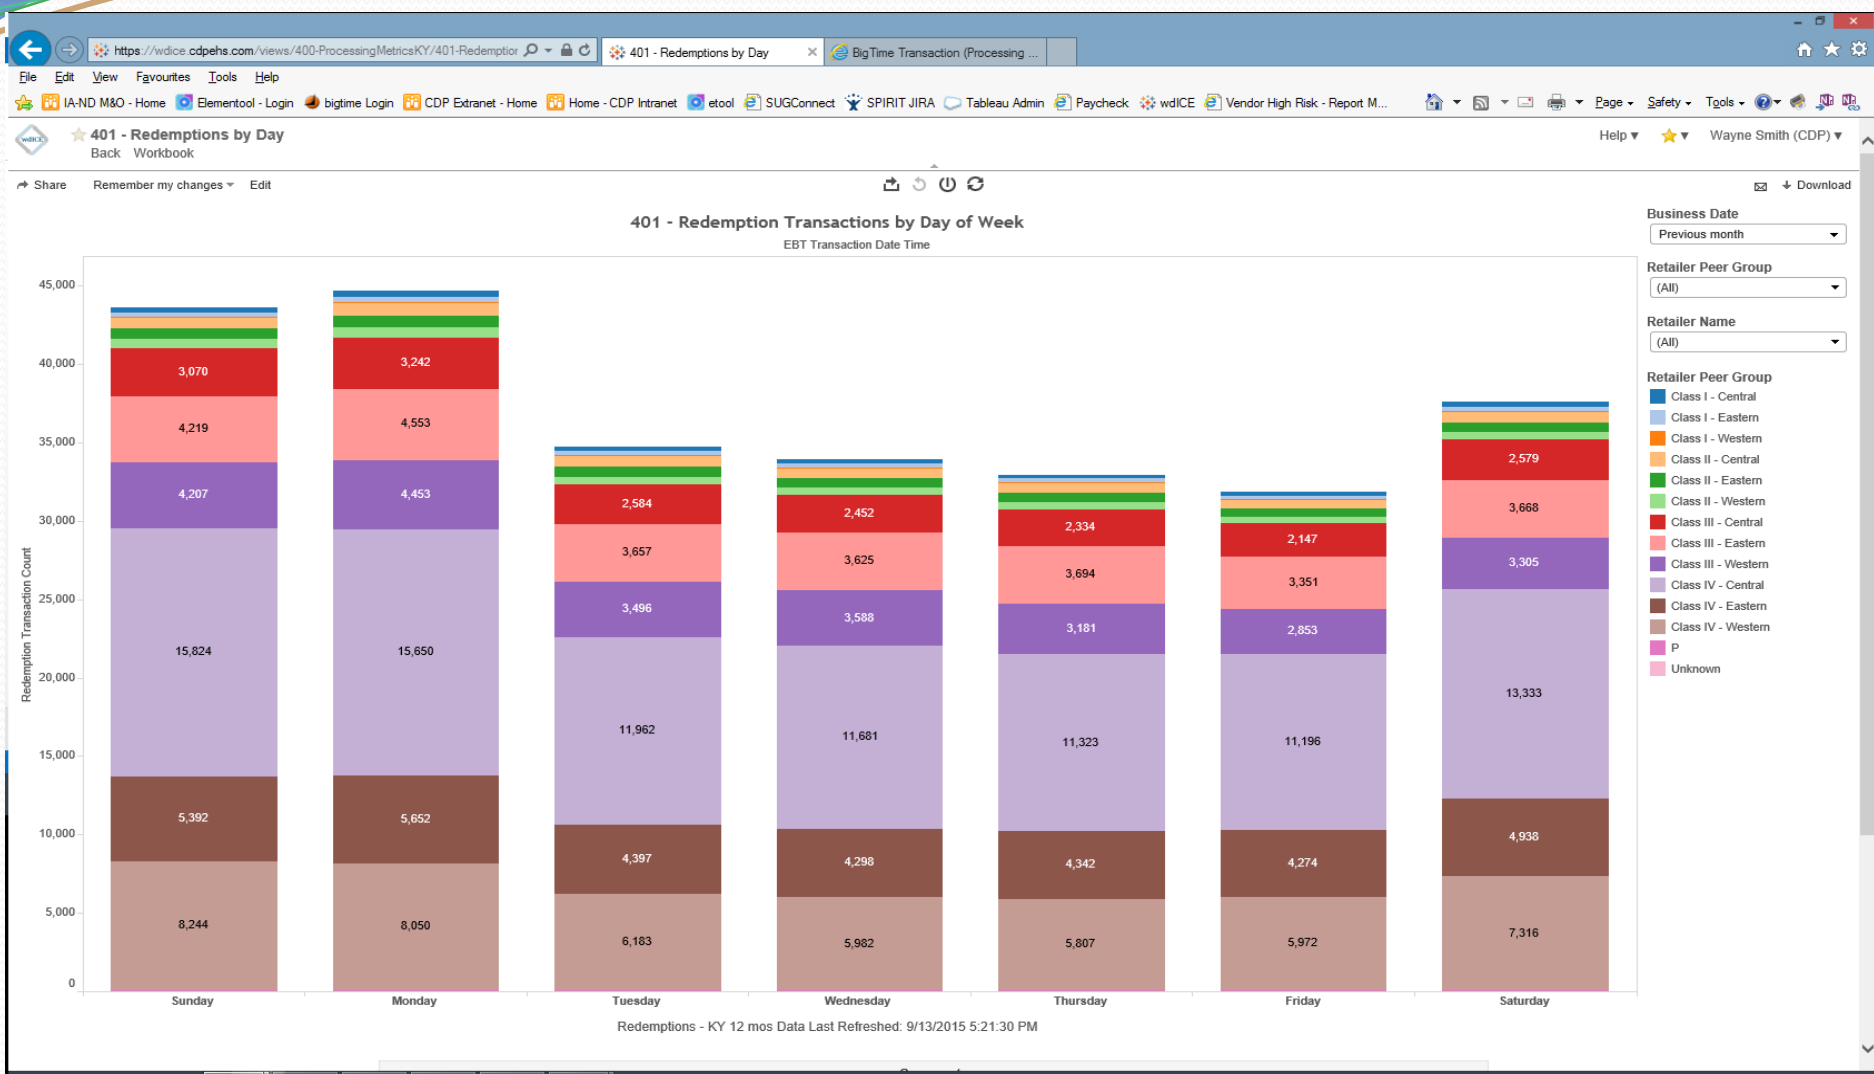 https://wdice.cdpehs.com/views/400-ProcessingMetricsKY/401-Redemptior
401 - Redemptions by Day
BigTime Transaction (Processing ...
File Edit View Favourites Tools Help
IA-ND M&O - Home Elementool - Login bigtime Login CDP Extranet - Home Home - CDP Intranet etool SUGConnect SPIRIT JIRA Tableau Admin Paycheck wdICE Vendor High Risk - Report M... Page Safety Tools
401 - Redemptions by Day
Help Wayne Smith (CDP)
Back Workbook
Share Remember my changes Edit Download
401 - Redemption Transactions by Day of Week
EBT Transaction Date Time
Business Date
Previous month
Retailer Peer Group
(All)
Retailer Name
(All)
Retailer Peer Group
Class I - Central
Class I - Eastern
Class I - Western
Class II - Central
Class II - Eastern
Class II - Western
Class III - Central
Class III - Eastern
Class III - Western
Class IV - Central
Class IV - Eastern
Class IV - Western
P
Unknown
Redemption Transaction Count
45,000
40,000
35,000
30,000
25,000
20,000
15,000
10,000
5,000
0
3,070
4,219
4,207
15,824
5,392
8,244
3,242
4,553
4,453
15,650
5,652
8,050
2,584
3,657
3,496
11,962
4,397
6,183
2,452
3,625
3,588
11,681
4,298
5,982
2,334
3,694
3,181
11,323
4,342
5,807
2,147
3,351
2,853
11,196
4,274
5,972
2,579
3,668
3,305
13,333
4,938
7,316
Sunday Monday Tuesday Wednesday Thursday Friday Saturday
Redemptions - KY 12 mos Data Last Refreshed: 9/13/2015 5:21:30 PM